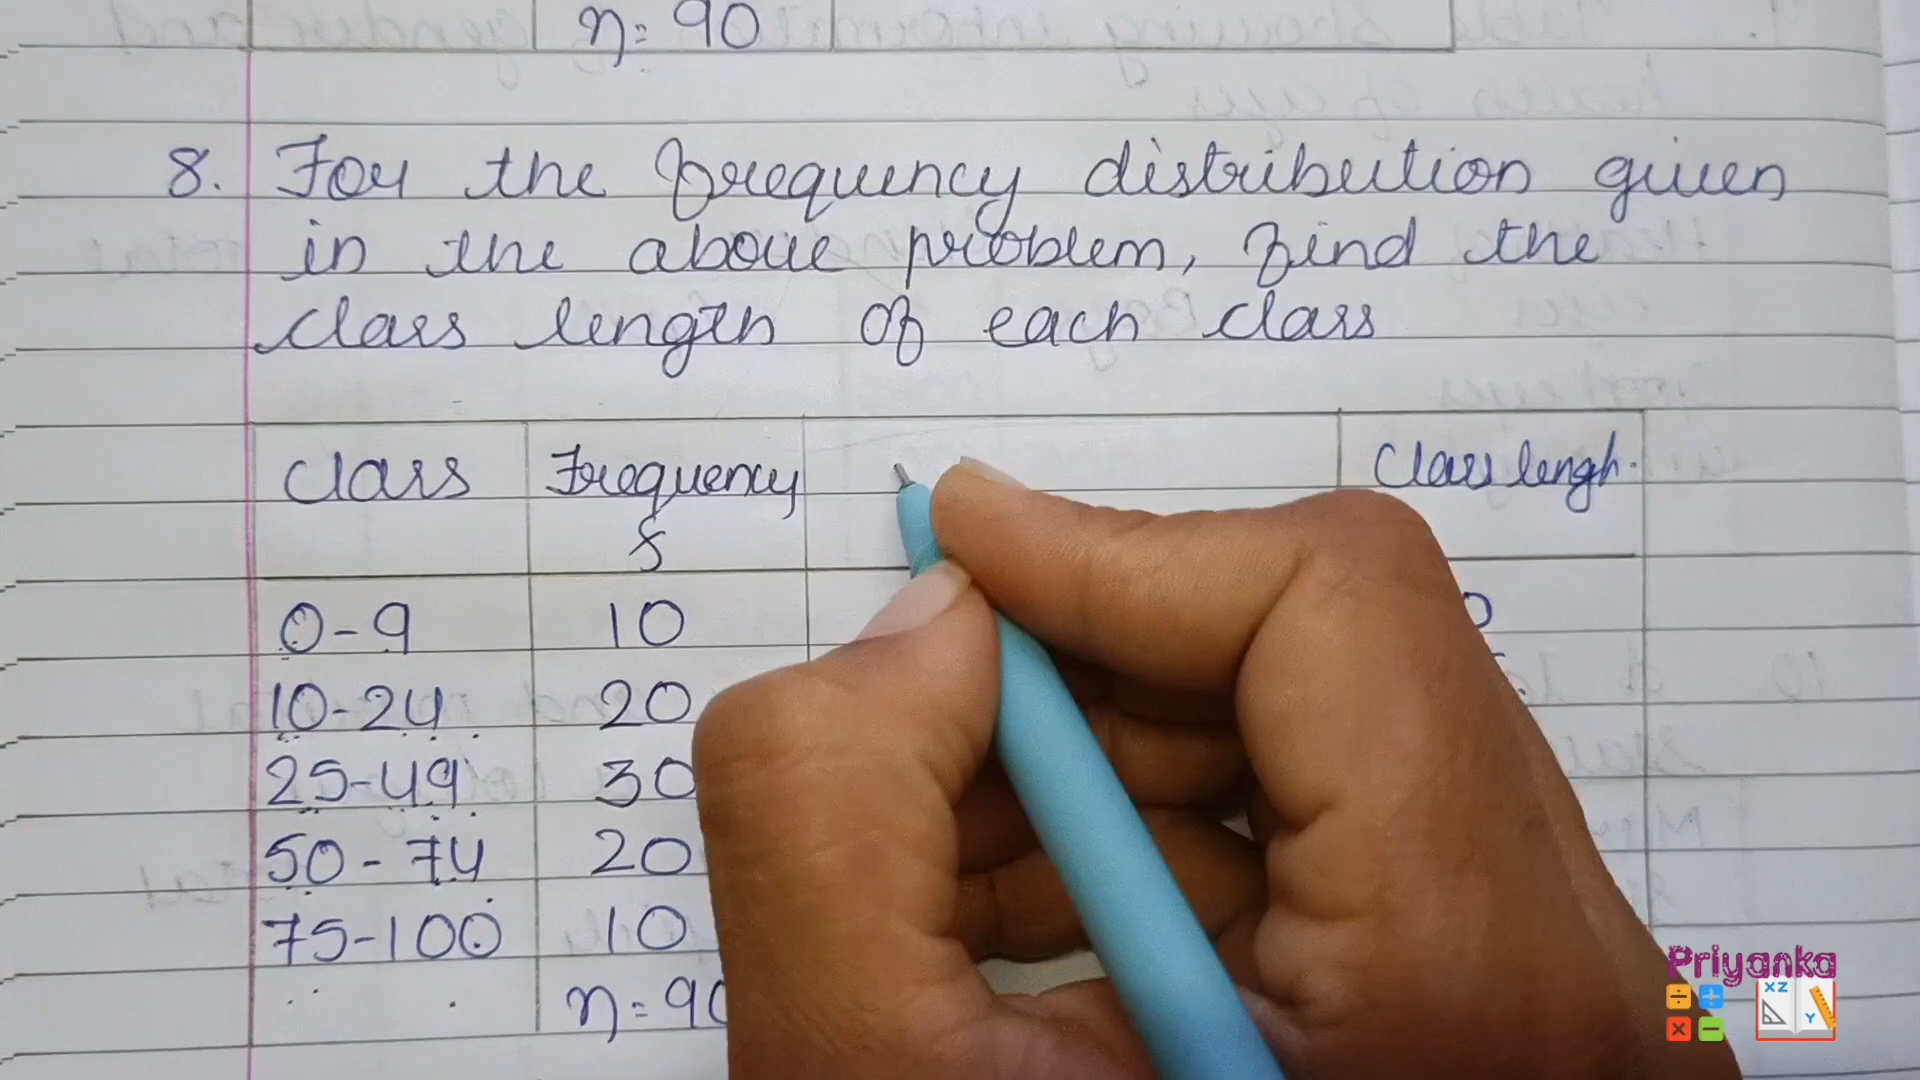 n = 90
8. For the frequency distribution given
in the above problem, find the
class length of each class
Class Frequency Class lengh.
f
0-9 10
10-24 20
25-49 30
50-74 20
75-100 10
n = 90
Priyanka
XZ
Y